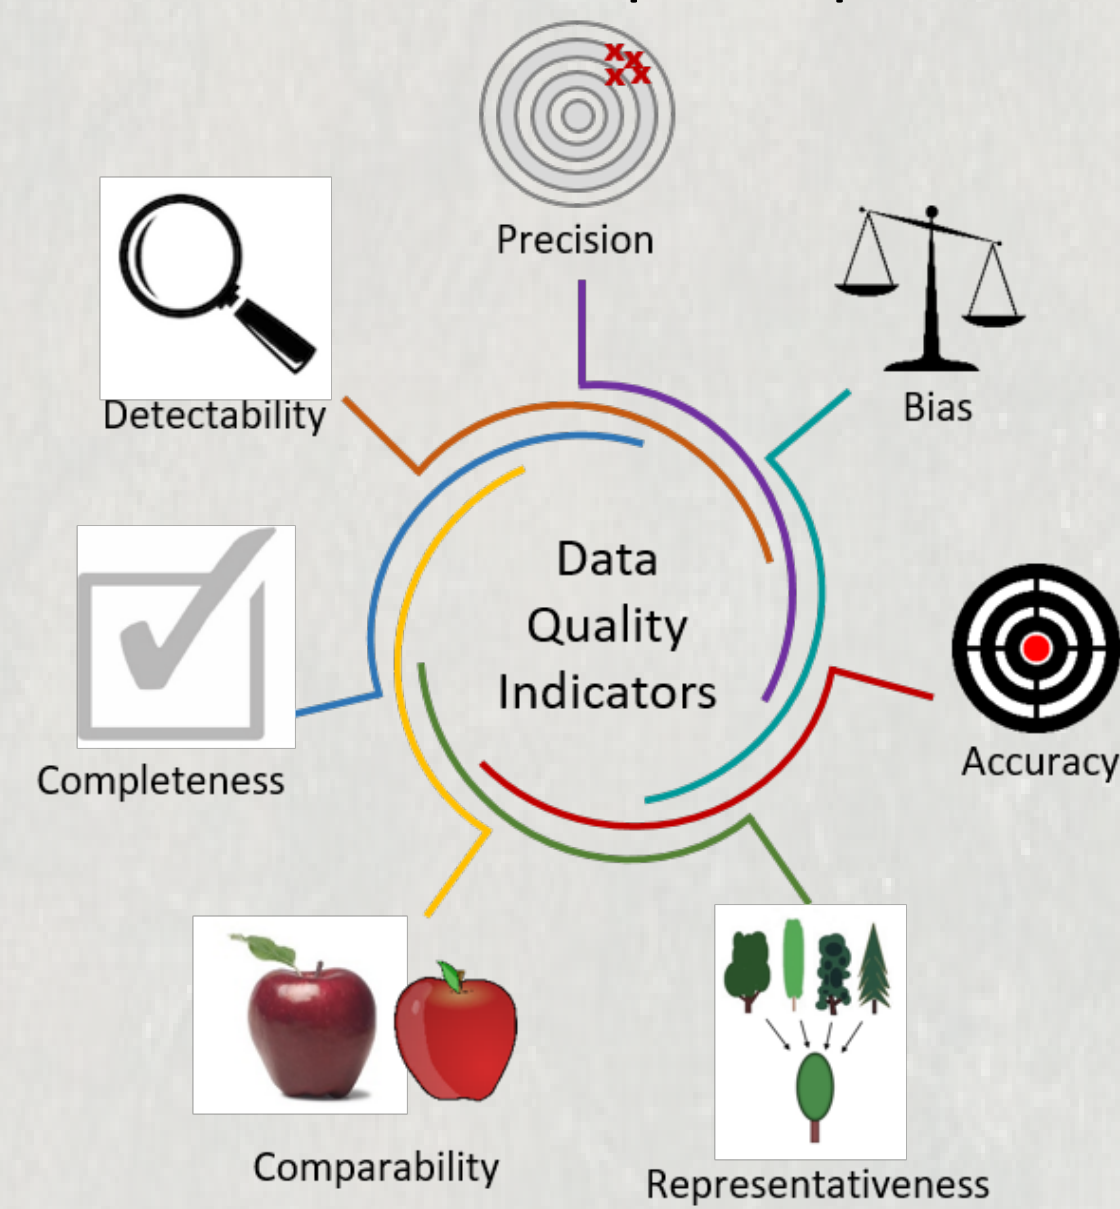 Precision
Detectability
Bias
Data
Quality
Indicators
Accuracy
Completeness
Comparability
Representativeness